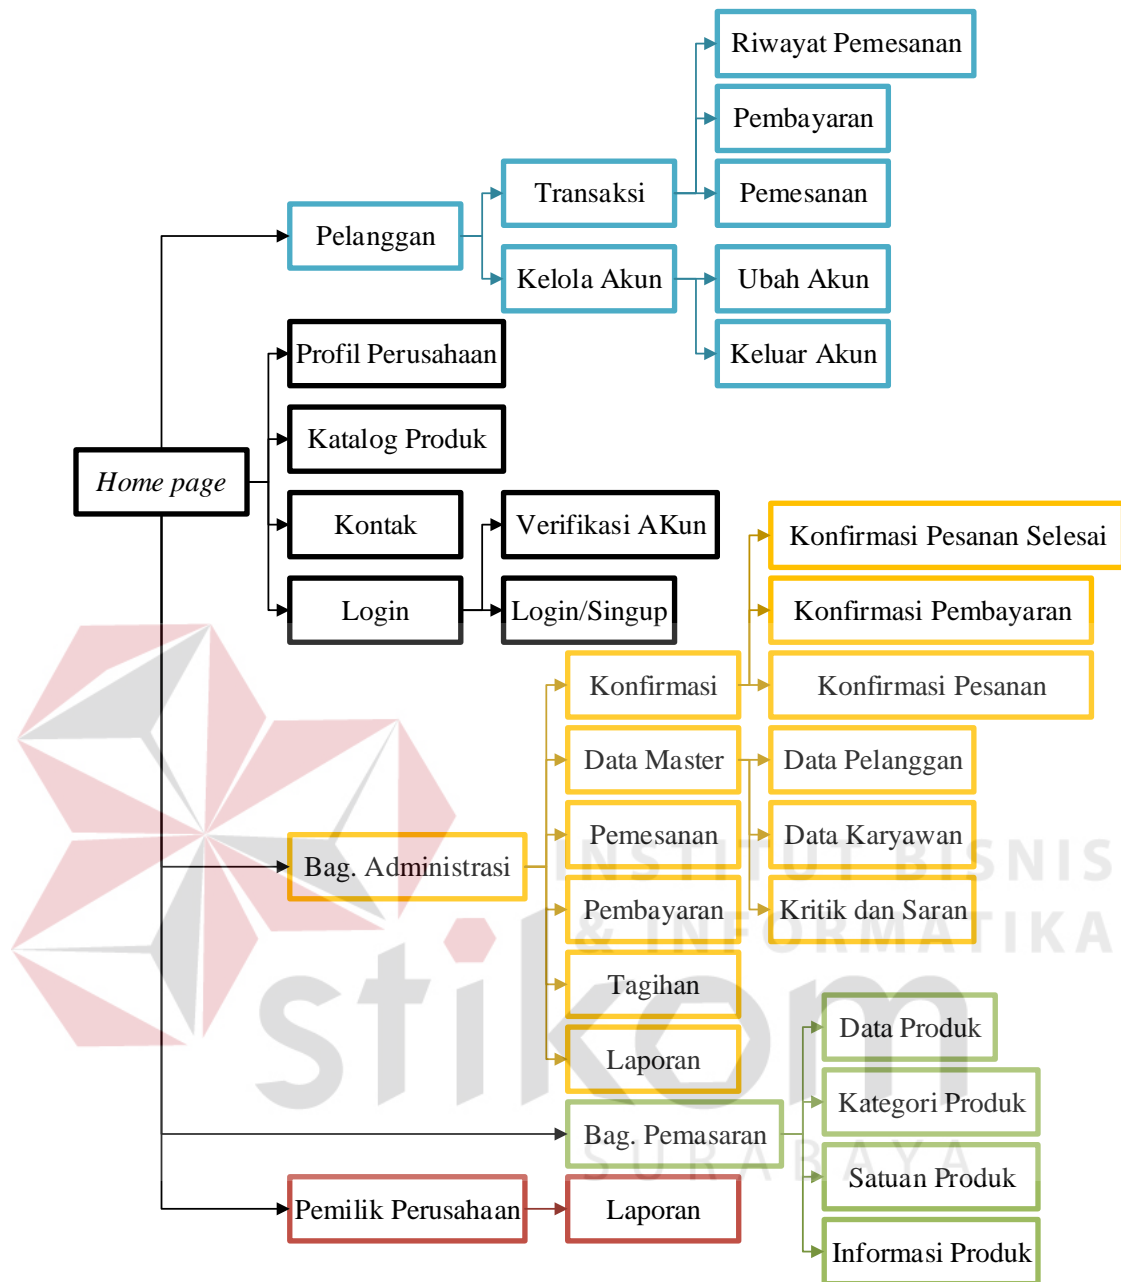 Riwayat Pemesanan
Pembayaran
Transaksi
Pemesanan
Pelanggan
Kelola Akun
Ubah Akun
Keluar Akun
Profil Perusahaan
Katalog Produk
Home page
Kontak
Verifikasi AKun
Login
Login/Singup
Konfirmasi Pesanan Selesai
Konfirmasi Pembayaran
Konfirmasi
Konfirmasi Pesanan
Data Master
Data Pelanggan
Pemesanan
Data Karyawan
Bag. Administrasi
Pembayaran
Kritik dan Saran
Tagihan
Laporan
Data Produk
Kategori Produk
Bag. Pemasaran
Satuan Produk
Pemilik Perusahaan
Laporan
Informasi Produk
INSTITUT BISNIS
& INFORMATIKA
stikom
SURABAYA